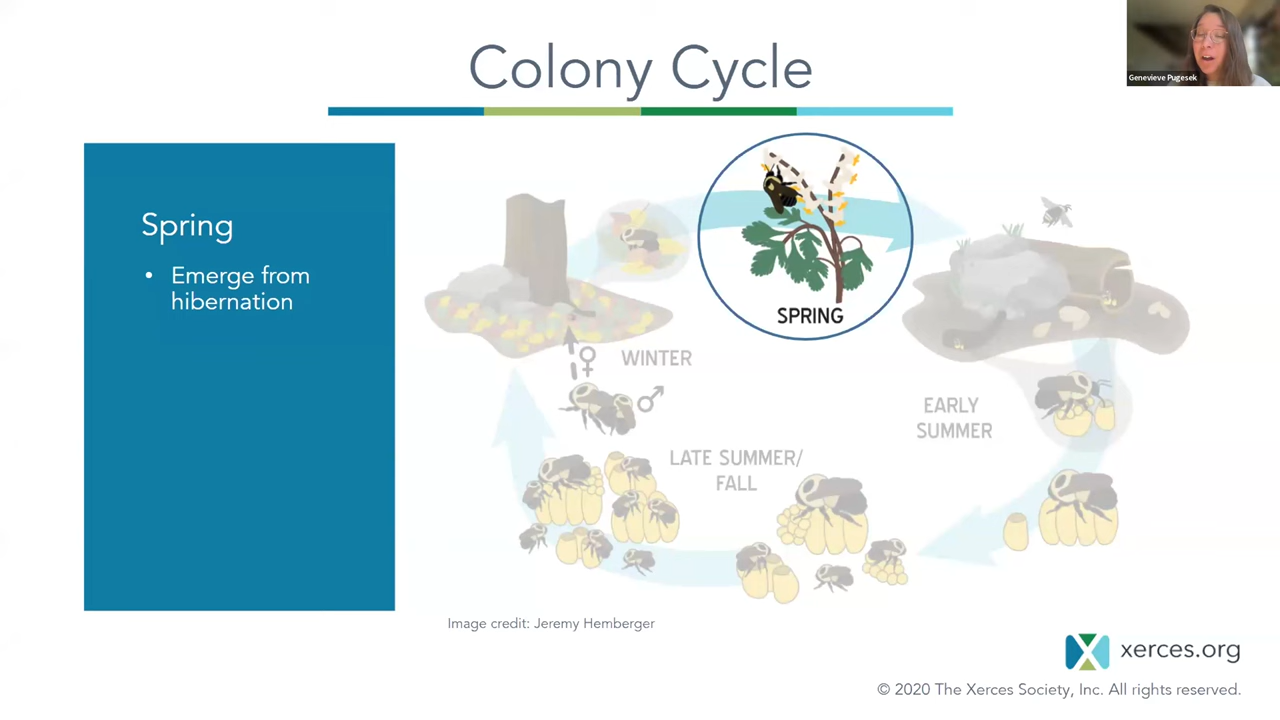 Colony Cycle
Genevieve Pugesek
Spring
• Emerge from
hibernation
SPRING
WINTER
EARLY
SUMMER
LATE SUMMER/
FALL
Image credit: Jeremy Hemberger
xerces.org
© 2020 The Xerces Society, Inc. All rights reserved.